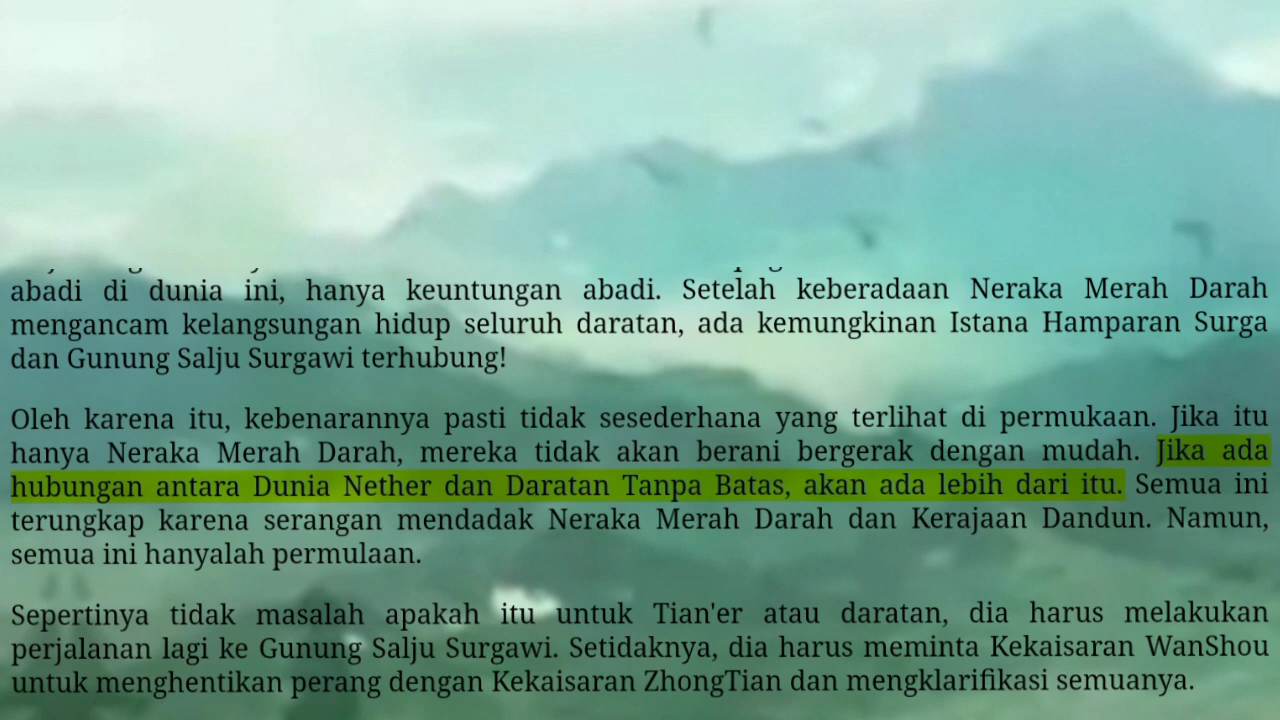 abadi di dunia ini, hanya keuntungan abadi. Setelah keberadaan Neraka Merah Darah
mengancam kelangsungan hidup seluruh daratan, ada kemungkinan Istana Hamparan Surga
dan Gunung Salju Surgawi terhubung!
Oleh karena itu, kebenarannya pasti tidak sesederhana yang terlihat di permukaan. Jika itu
hanya Neraka Merah Darah, mereka tidak akan berani bergerak dengan mudah. Jika ada
hubungan antara Dunia Nether dan Daratan Tanpa Batas, akan ada lebih dari itu. Semua ini
terungkap karena serangan mendadak Neraka Merah Darah dan Kerajaan Dandun. Namun,
semua ini hanyalah permulaan.
Sepertinya tidak masalah apakah itu untuk Tian'er atau daratan, dia harus melakukan
perjalanan lagi ke Gunung Salju Surgawi. Setidaknya, dia harus meminta Kekaisaran WanShou
untuk menghentikan perang dengan Kekaisaran ZhongTian dan mengklarifikasi semuanya.